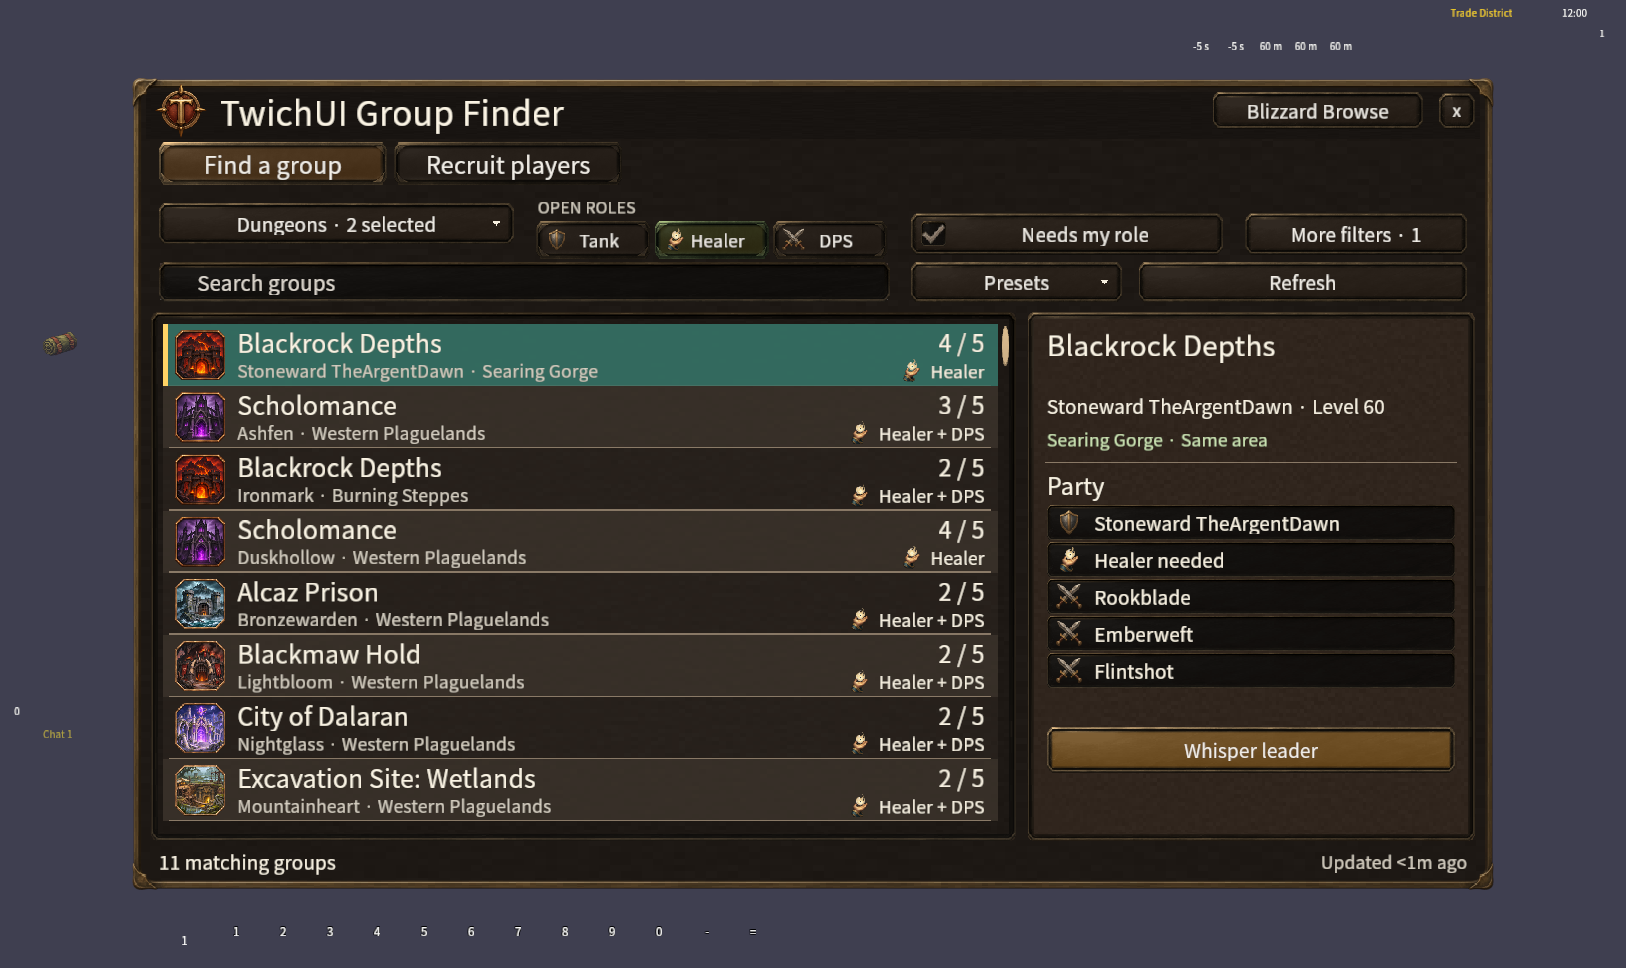 Trade District
12:00
1
-5 s -5 s 60 m 60 m 60 m
TwichUI Group Finder
Blizzard Browse
x
Find a group
Recruit players
Dungeons · 2 selected
OPEN ROLES
Tank
Healer
DPS
Needs my role
More filters · 1
Search groups
Presets
Refresh
Blackrock Depths
4 / 5
Stoneward TheArgentDawn · Searing Gorge
Healer
Scholomance
3 / 5
Ashfen · Western Plaguelands
Healer + DPS
Blackrock Depths
2 / 5
Ironmark · Burning Steppes
Healer + DPS
Scholomance
4 / 5
Duskhollow · Western Plaguelands
Healer
Alcaz Prison
2 / 5
Bronzewarden · Western Plaguelands
Healer + DPS
Blackmaw Hold
2 / 5
Lightbloom · Western Plaguelands
Healer + DPS
City of Dalaran
2 / 5
Nightglass · Western Plaguelands
Healer + DPS
Excavation Site: Wetlands
2 / 5
Mountainheart · Western Plaguelands
Healer + DPS
Blackrock Depths
Stoneward TheArgentDawn · Level 60
Searing Gorge · Same area
Party
Stoneward TheArgentDawn
Healer needed
Rookblade
Emberweft
Flintshot
Whisper leader
11 matching groups
Updated <1m ago
0
Chat 1
1
1 2 3 4 5 6 7 8 9 0 - =